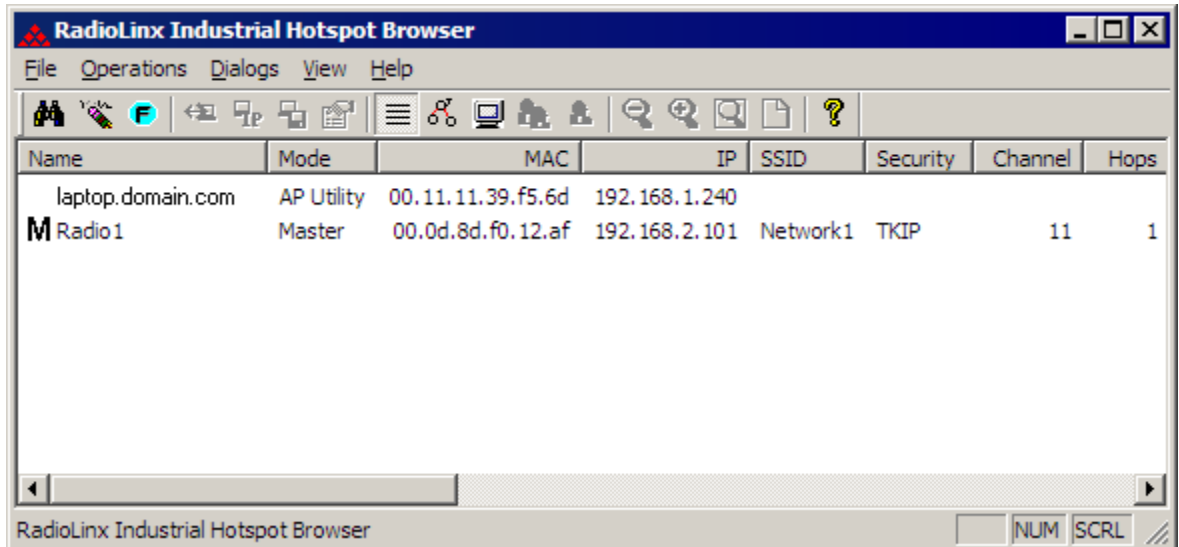 RadioLinx Industrial Hotspot Browser
File Operations Dialogs View Help
F IP ?
Name Mode MAC IP SSID Security Channel Hops
laptop.domain.com AP Utility 00.11.11.39.f5.6d 192.168.1.240
M Radio1 Master 00.0d.8d.f0.12.af 192.168.2.101 Network1 TKIP 11 1
RadioLinx Industrial Hotspot Browser NUM SCRL